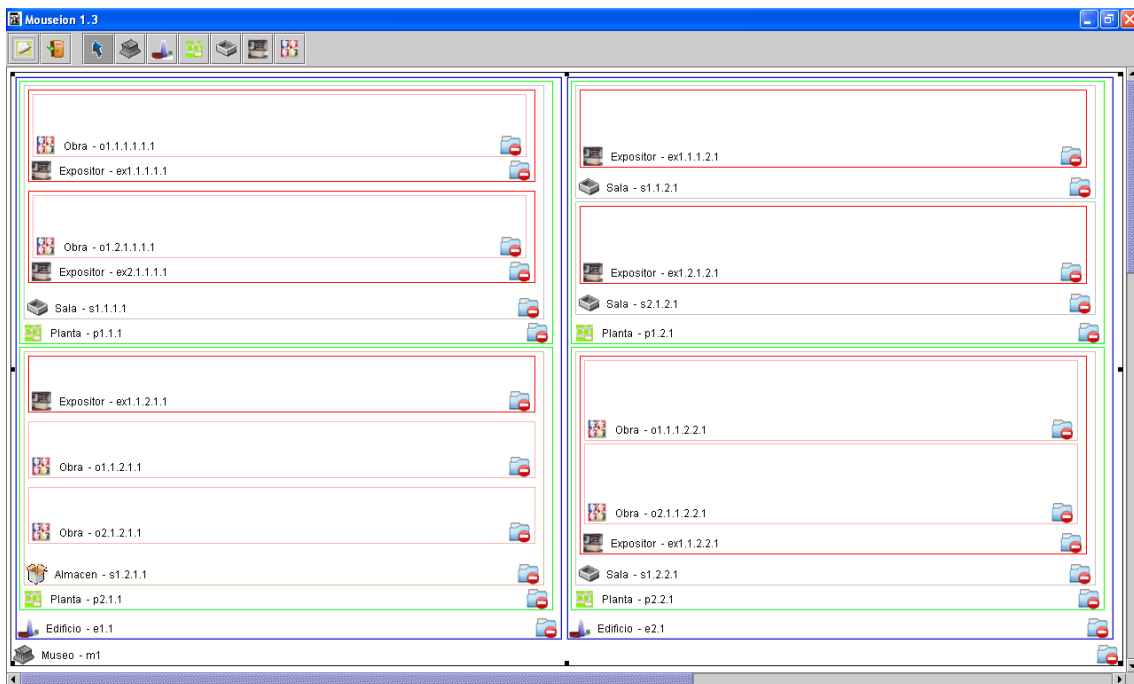 Mouseion 1.3
Obra - o1.1.1.1.1.1
Expositor - ex1.1.1.1.1
Obra - o1.2.1.1.1.1
Expositor - ex2.1.1.1.1
Sala - s1.1.1.1
Planta - p1.1.1
Expositor - ex1.1.2.1.1
Obra - o1.1.2.1.1
Obra - o2.1.2.1.1
Almacen - s1.2.1.1
Planta - p2.1.1
Edificio - e1.1
Expositor - ex1.1.1.2.1
Sala - s1.1.2.1
Expositor - ex1.2.1.2.1
Sala - s2.1.2.1
Planta - p1.2.1
Obra - o1.1.1.2.2.1
Obra - o2.1.1.2.2.1
Expositor - ex1.1.2.2.1
Sala - s1.2.2.1
Planta - p2.2.1
Edificio - e2.1
Museo - m1